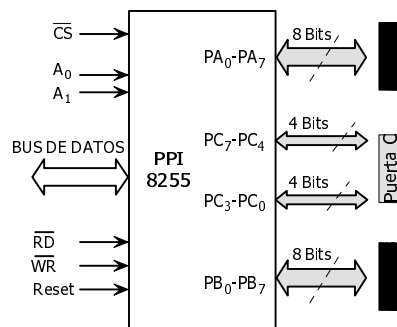 CS
A0
A1
BUS DE DATOS
RD
WR
Reset
PPI
8255
PA0-PA7
PC7-PC4
PC3-PC0
PB0-PB7
8 Bits
4 Bits
4 Bits
8 Bits
Puerta C